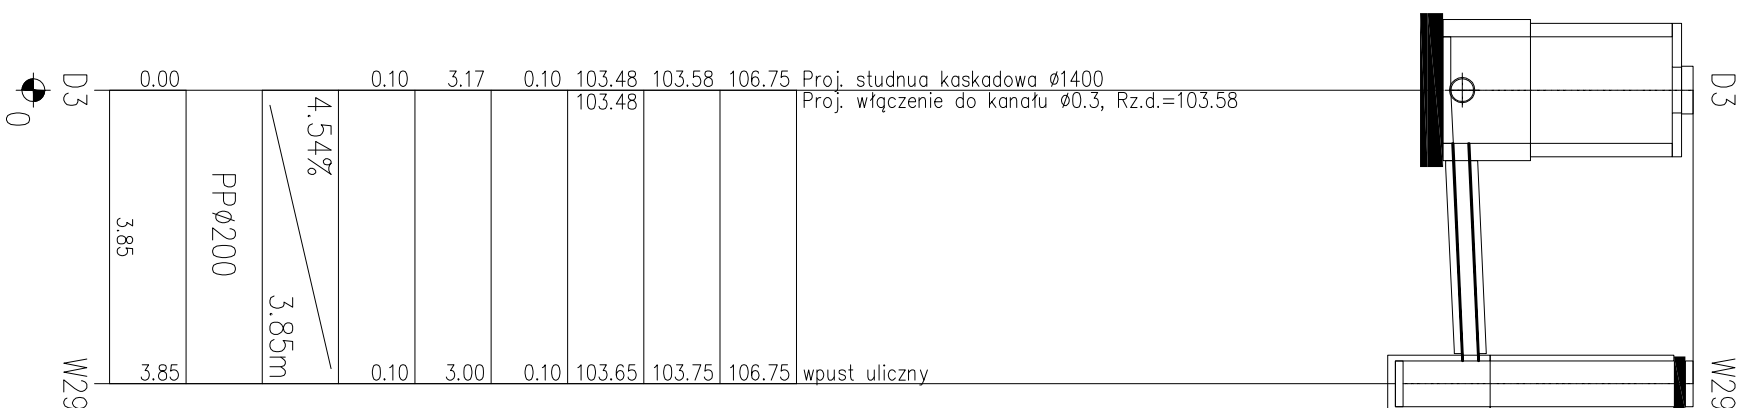 0
D3
0.00
0.10
3.17
0.10
103.48
103.58
106.75
Proj. studnua kaskadowa ø1400
103.48
Proj. włączenie do kanału ø0.3, Rz.d.=103.58
D3
4.54%
3.85m
PPø200
3.85
W29
3.85
0.10
3.00
0.10
103.65
103.75
106.75
wpust uliczny
W29